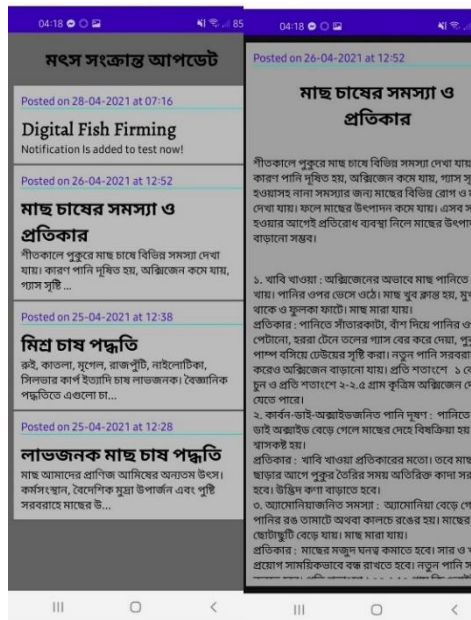 04:18
85
মৎস সংক্রান্ত আপডেট
Posted on 28-04-2021 at 07:16
Digital Fish Firming
Notification Is added to test now!
Posted on 26-04-2021 at 12:52
মাছ চাষের সমস্যা ও
প্রতিকার
শীতকালে পুকুরে মাছ চাষে বিভিন্ন সমস্যা দেখা
যায়। কারণ পানি দূষিত হয়, অক্সিজেন কমে যায়,
গ্যাস সৃষ্টি ...
Posted on 25-04-2021 at 12:38
মিশ্র চাষ পদ্ধতি
রুই, কাতলা, মৃগেল, রাজপুঁটি, নাইলোটিকা,
সিলভার কার্প ইত্যাদি চাষ লাভজনক। বৈজ্ঞানিক
পদ্ধতিতে এগুলো চা...
Posted on 25-04-2021 at 12:28
লাভজনক মাছ চাষ পদ্ধতি
মাছ আমাদের প্রাণিজ আমিষের অন্যতম উৎস।
কর্মসংস্থান, বৈদেশিক মুদ্রা উপার্জন এবং পুষ্টি
সরবরাহে মাছের উ...
04:18
Posted on 26-04-2021 at 12:52
মাছ চাষের সমস্যা ও
প্রতিকার
শীতকালে পুকুরে মাছ চাষে বিভিন্ন সমস্যা দেখা যায়
কারণ পানি দূষিত হয়, অক্সিজেন কমে যায়, গ্যাস সৃ
হওয়াসহ নানা সমস্যার জন্য মাছের বিভিন্ন রোগ ও ম
দেখা যায়। ফলে মাছের উৎপাদন কমে যায়। এসব স
হওয়ার আগেই প্রতিরোধ ব্যবস্থা নিলে মাছের উৎপা
বাড়ানো সম্ভব।
১. খাবি খাওয়া : অক্সিজেনের অভাবে মাছ পানিতে
খায়। পানির ওপর ভেসে ওঠে। মাছ খুব ক্লান্ত হয়, মু
থাকে ও ফুলকা ফাটে। মাছ মারা যায়।
প্রতিকার : পানিতে সাঁতারকাটা, বাঁশ দিয়ে পানির ও
পেটানো, হররা টেনে তলের গ্যাস বের করে দেয়া, পুকু
পাম্প বসিয়ে ঢেউয়ের সৃষ্টি করা। নতুন পানি সরবরা
করেও অক্সিজেন বাড়ানো যায়। প্রতি শতাংশে ১ কে
চুন ও প্রতি শতাংশে ২-২.৫ গ্রাম কৃত্রিম অক্সিজেন দে
যেতে পারে।
২. কার্বন-ডাই-অক্সাইডজনিত পানি দূষণ : পানিতে
ডাই অক্সাইড বেড়ে গেলে মাছের দেহে বিষক্রিয়া হয়
শ্বাসকষ্ট হয়।
প্রতিকার : খাবি খাওয়া প্রতিকারের মতো। তবে মাছ
ছাড়ার আগে পুকুর তৈরির সময় অতিরিক্ত কাদা সর
হবে। উদ্ভিদ কণা বাড়াতে হবে।
৩. অ্যামোনিয়াজনিত সমস্যা : অ্যামোনিয়া বেড়ে গে
পানির রঙ তামাটে অথবা কালচে রঙের হয়। মাছের
ছোটাছুটি বেড়ে যায়। মাছ মারা যায়।
প্রতিকার : মাছের মজুদ ঘনত্ব কমাতে হবে। সার ও খ
প্রয়োগ সাময়িকভাবে বন্ধ রাখতে হবে। নতুন পানি স